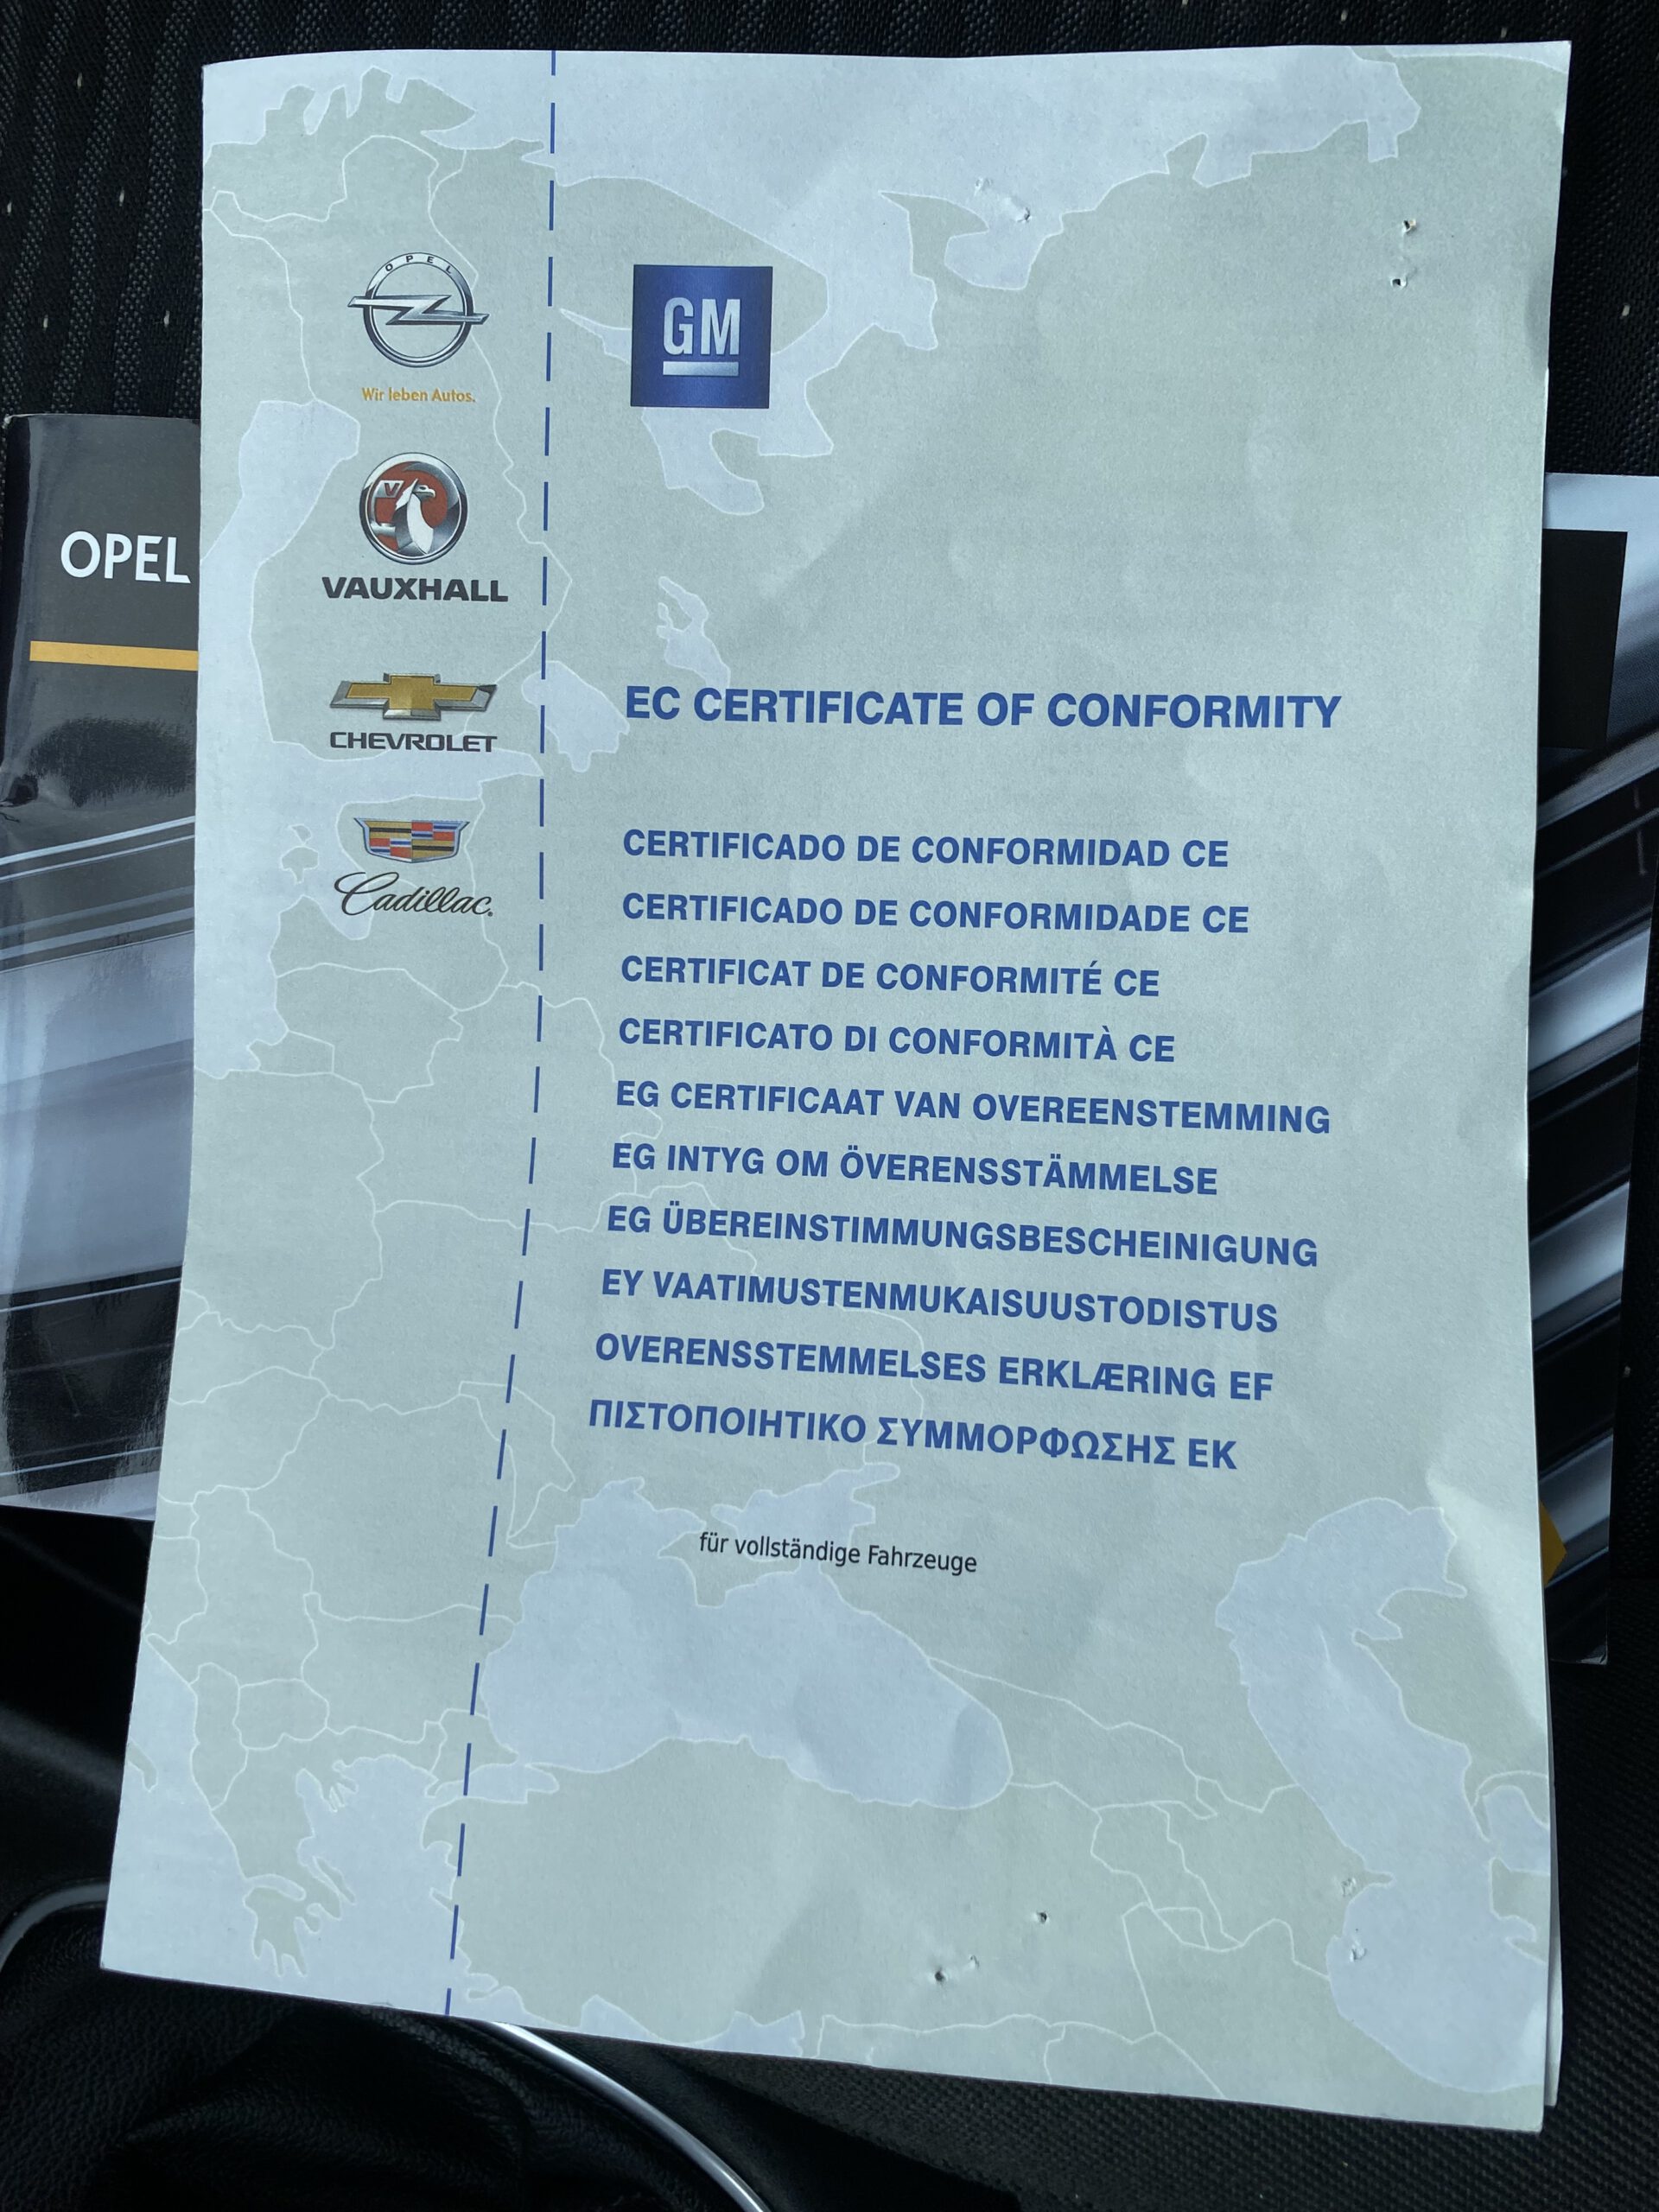 OPEL
Wir leben Autos.
V
VAUXHALL
CHEVROLET
Cadillac.
GM
EC CERTIFICATE OF CONFORMITY
CERTIFICADO DE CONFORMIDAD CE
CERTIFICADO DE CONFORMIDADE CE
CERTIFICAT DE CONFORMITÉ CE
CERTIFICATO DI CONFORMITÀ CE
EG CERTIFICAAT VAN OVEREENSTEMMING
EG INTYG OM ÖVERENSSTÄMMELSE
EG ÜBEREINSTIMMUNGSBESCHEINIGUNG
EY VAATIMUSTENMUKAISUUSTODISTUS
OVERENSSTEMMELSES ERKLÆRING EF
ΠΙΣΤΟΠΟΙΗΤΙΚΟ ΣΥΜΜΟΡΦΩΣΗΣ ΕΚ
für vollständige Fahrzeuge
OPEL